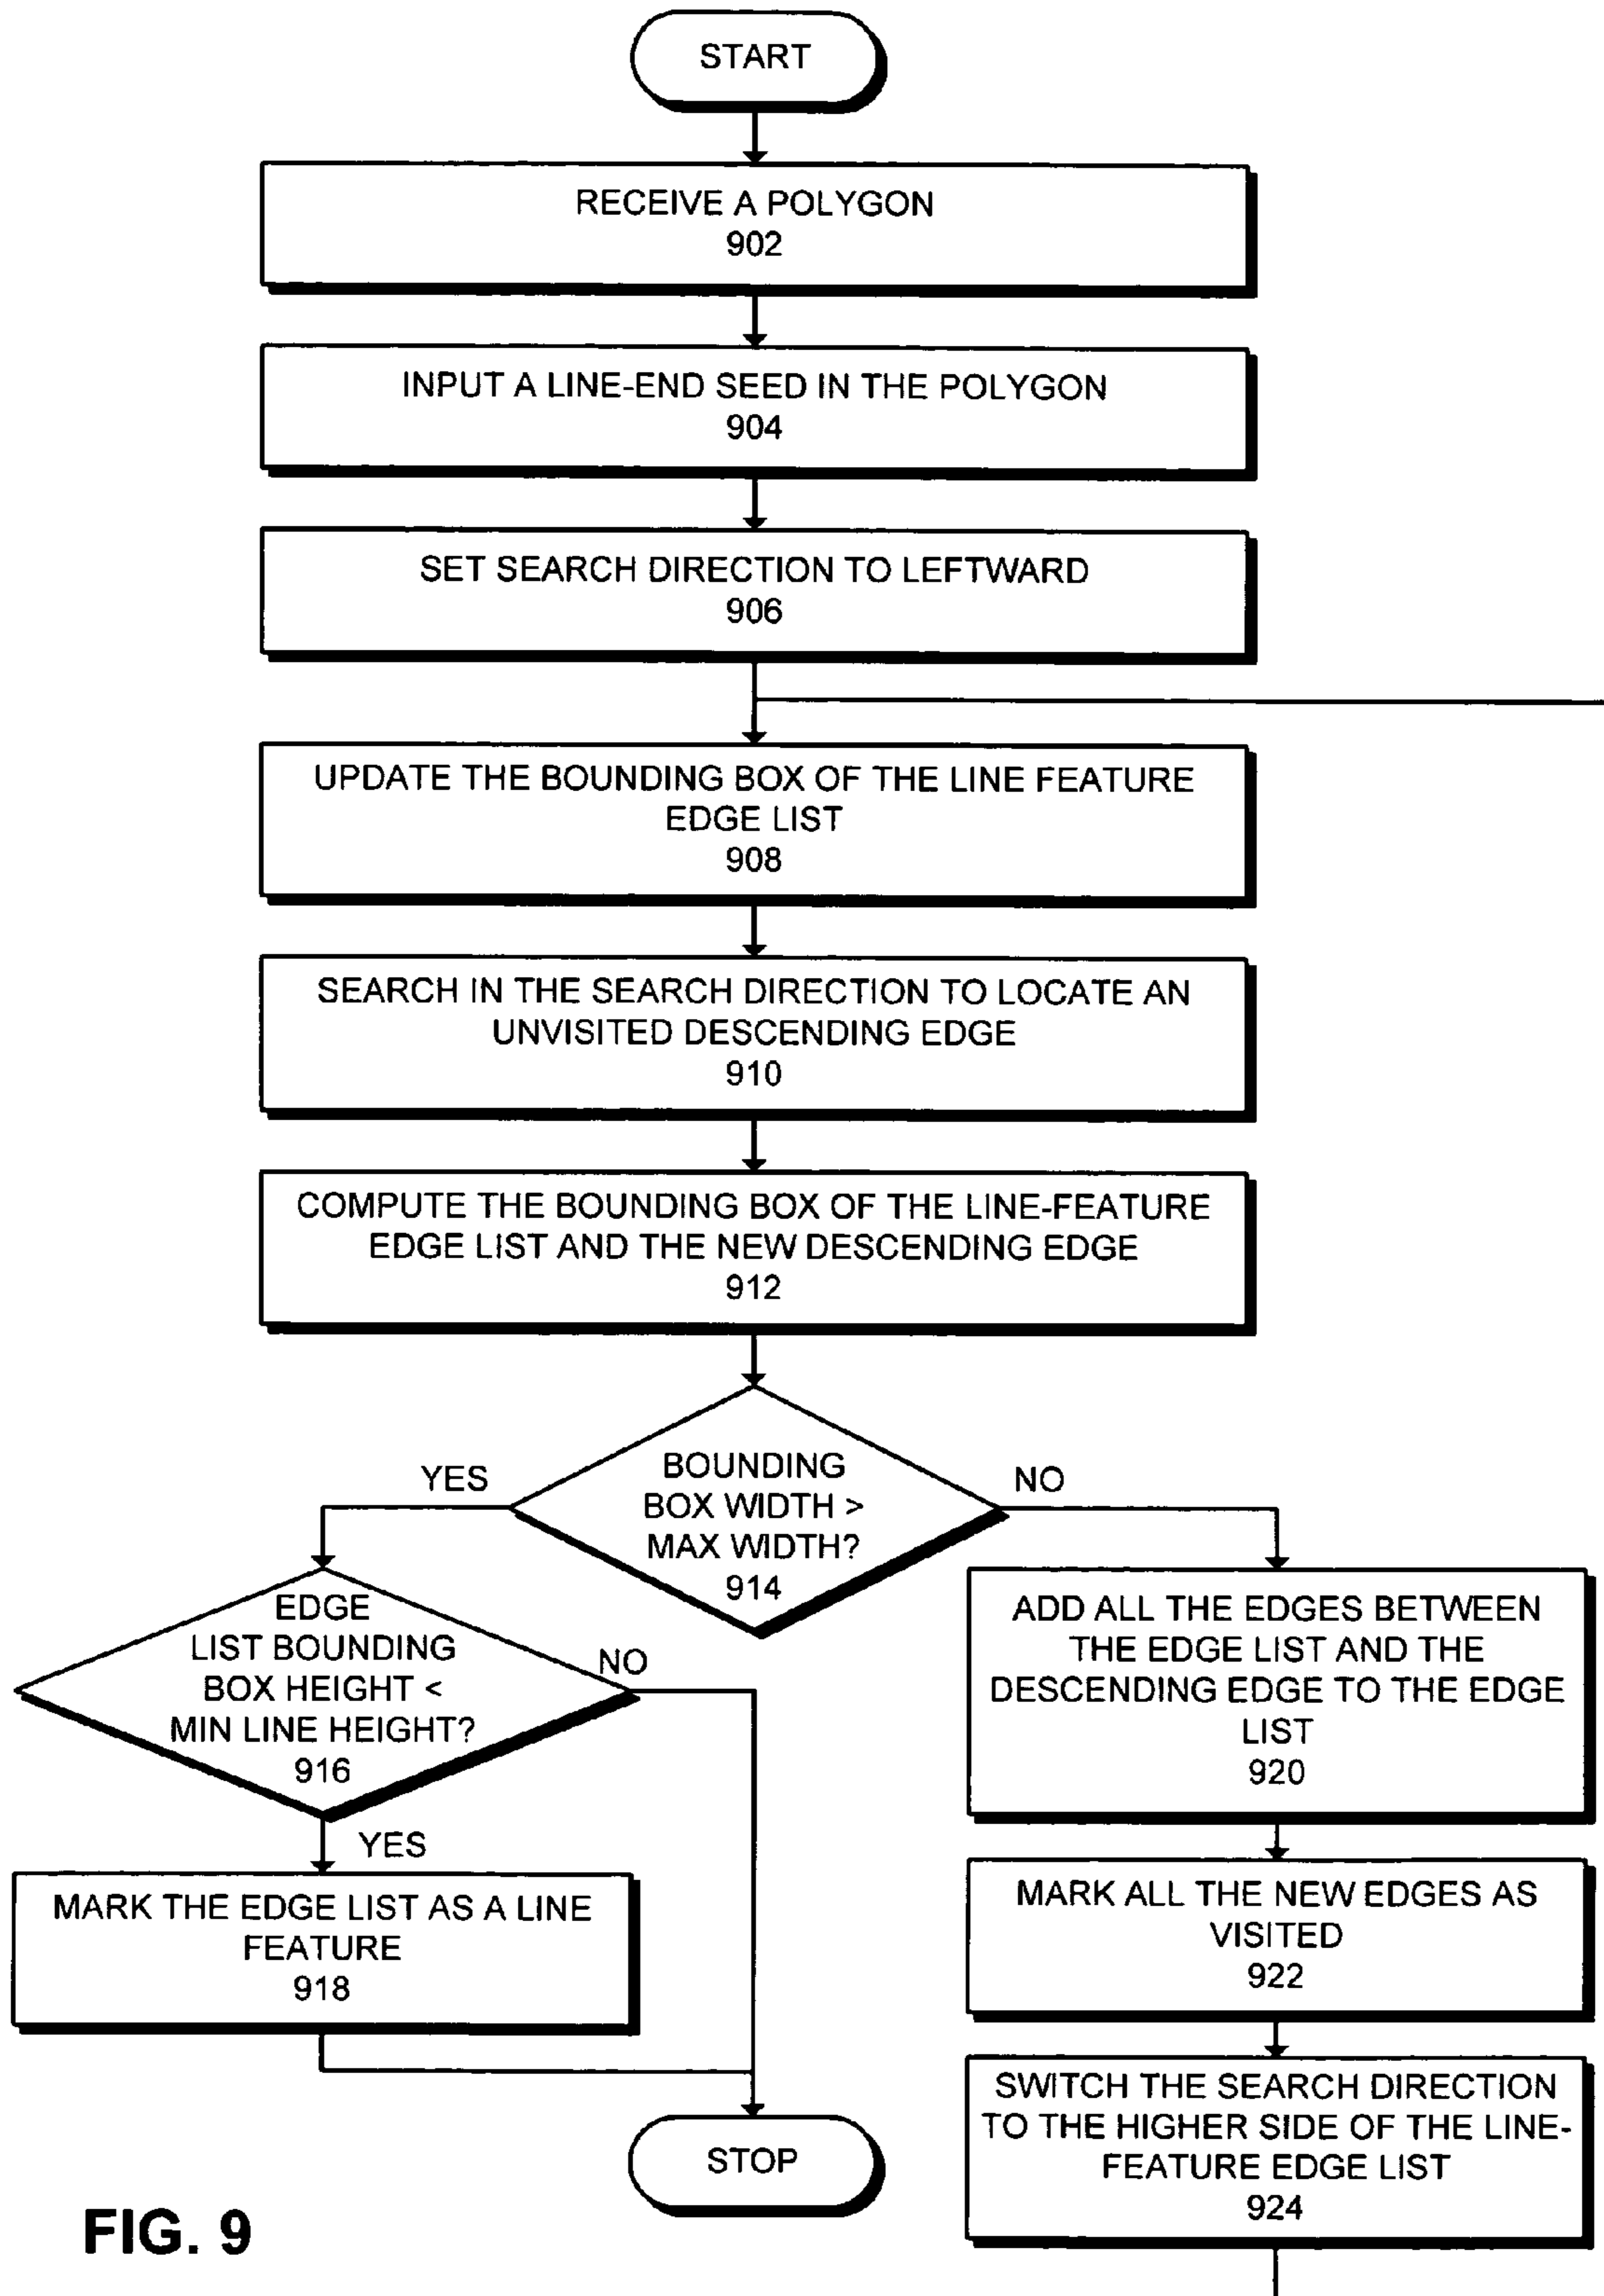 START
RECEIVE A POLYGON
902
INPUT A LINE-END SEED IN THE POLYGON
904
SET SEARCH DIRECTION TO LEFTWARD
906
UPDATE THE BOUNDING BOX OF THE LINE FEATURE
EDGE LIST
908
SEARCH IN THE SEARCH DIRECTION TO LOCATE AN
UNVISITED DESCENDING EDGE
910
COMPUTE THE BOUNDING BOX OF THE LINE-FEATURE
EDGE LIST AND THE NEW DESCENDING EDGE
912
BOUNDING
BOX WIDTH >
MAX WIDTH?
914
YES
NO
EDGE
LIST BOUNDING
BOX HEIGHT <
MIN LINE HEIGHT?
916
NO
YES
MARK THE EDGE LIST AS A LINE
FEATURE
918
STOP
ADD ALL THE EDGES BETWEEN
THE EDGE LIST AND THE
DESCENDING EDGE TO THE EDGE
LIST
920
MARK ALL THE NEW EDGES AS
VISITED
922
SWITCH THE SEARCH DIRECTION
TO THE HIGHER SIDE OF THE LINE-
FEATURE EDGE LIST
924
FIG. 9